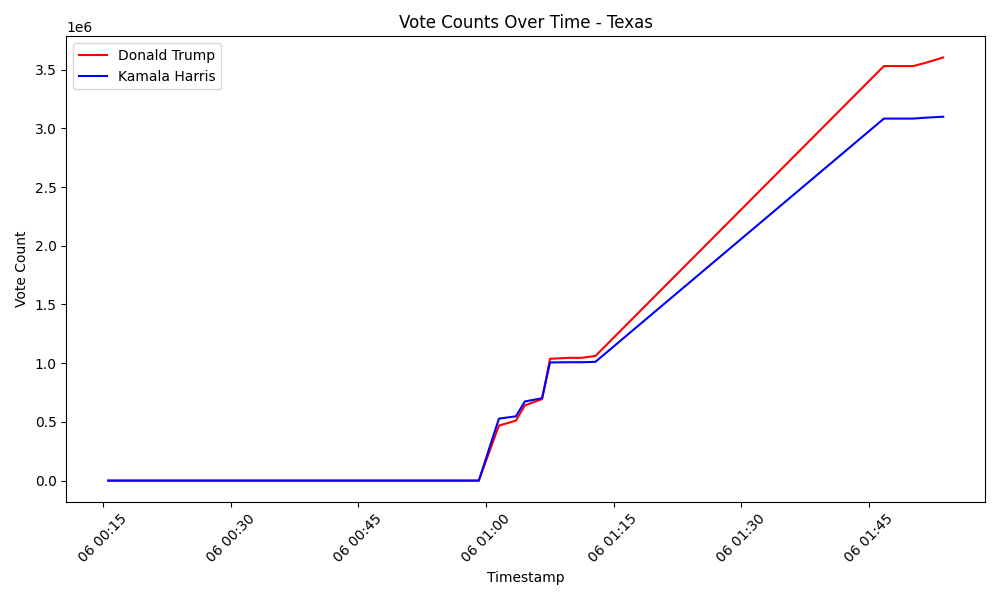 Vote Counts Over Time - Texas
1e6
Donald Trump
Kamala Harris
3.5
3.0
2.5
2.0
1.5
1.0
0.5
0.0
Vote Count
06 00:15
06 00:30
06 00:45
06 01:00
06 01:15
06 01:30
06 01:45
Timestamp